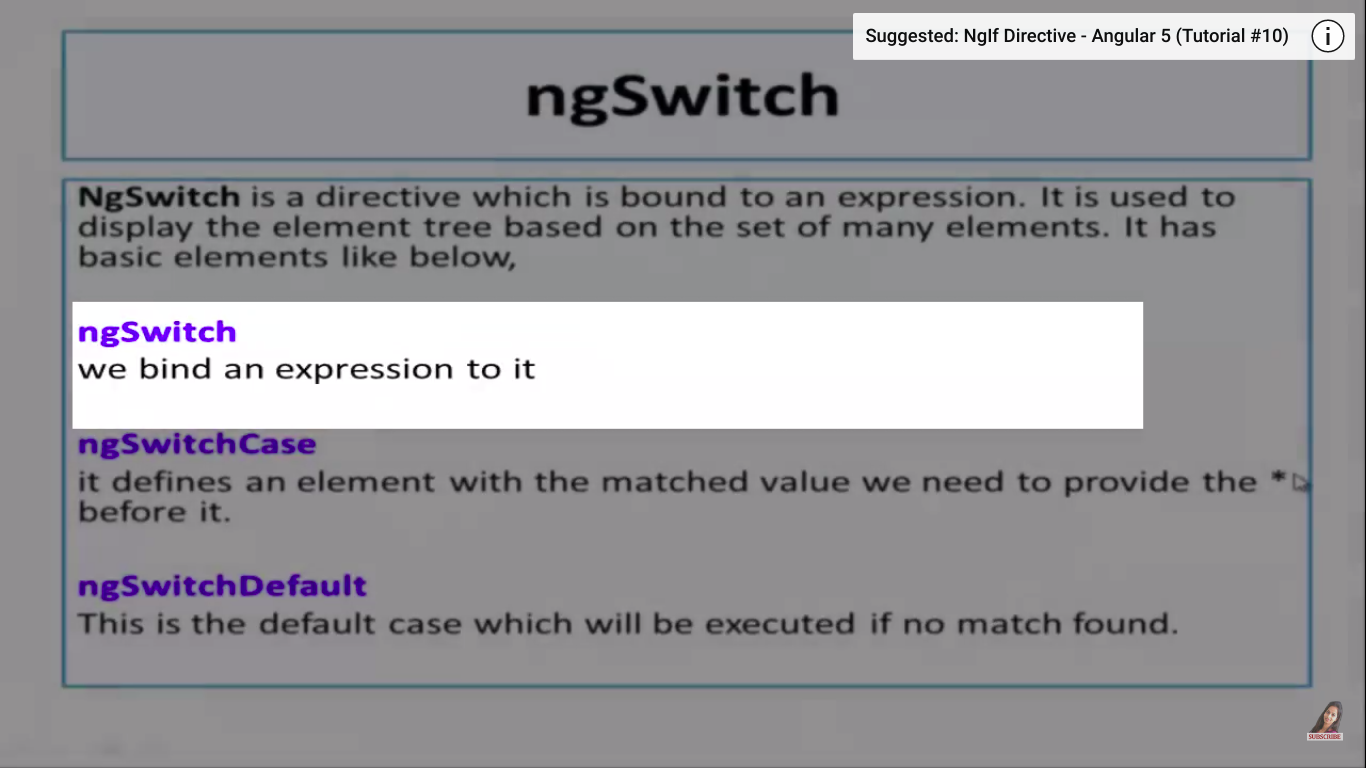 Suggested: NgIf Directive - Angular 5 (Tutorial #10)
ngSwitch
NgSwitch is a directive which is bound to an expression. It is used to
display the element tree based on the set of many elements. It has
basic elements like below,
ngSwitch
we bind an expression to it
ngSwitchCase
it defines an element with the matched value we need to provide the *
before it.
ngSwitchDefault
This is the default case which will be executed if no match found.
SUBSCRIBE